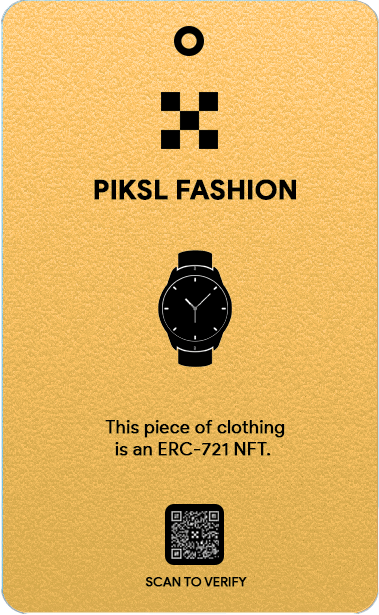 PIKSL FASHION
This piece of clothing
is an ERC-721 NFT.
SCAN TO VERIFY